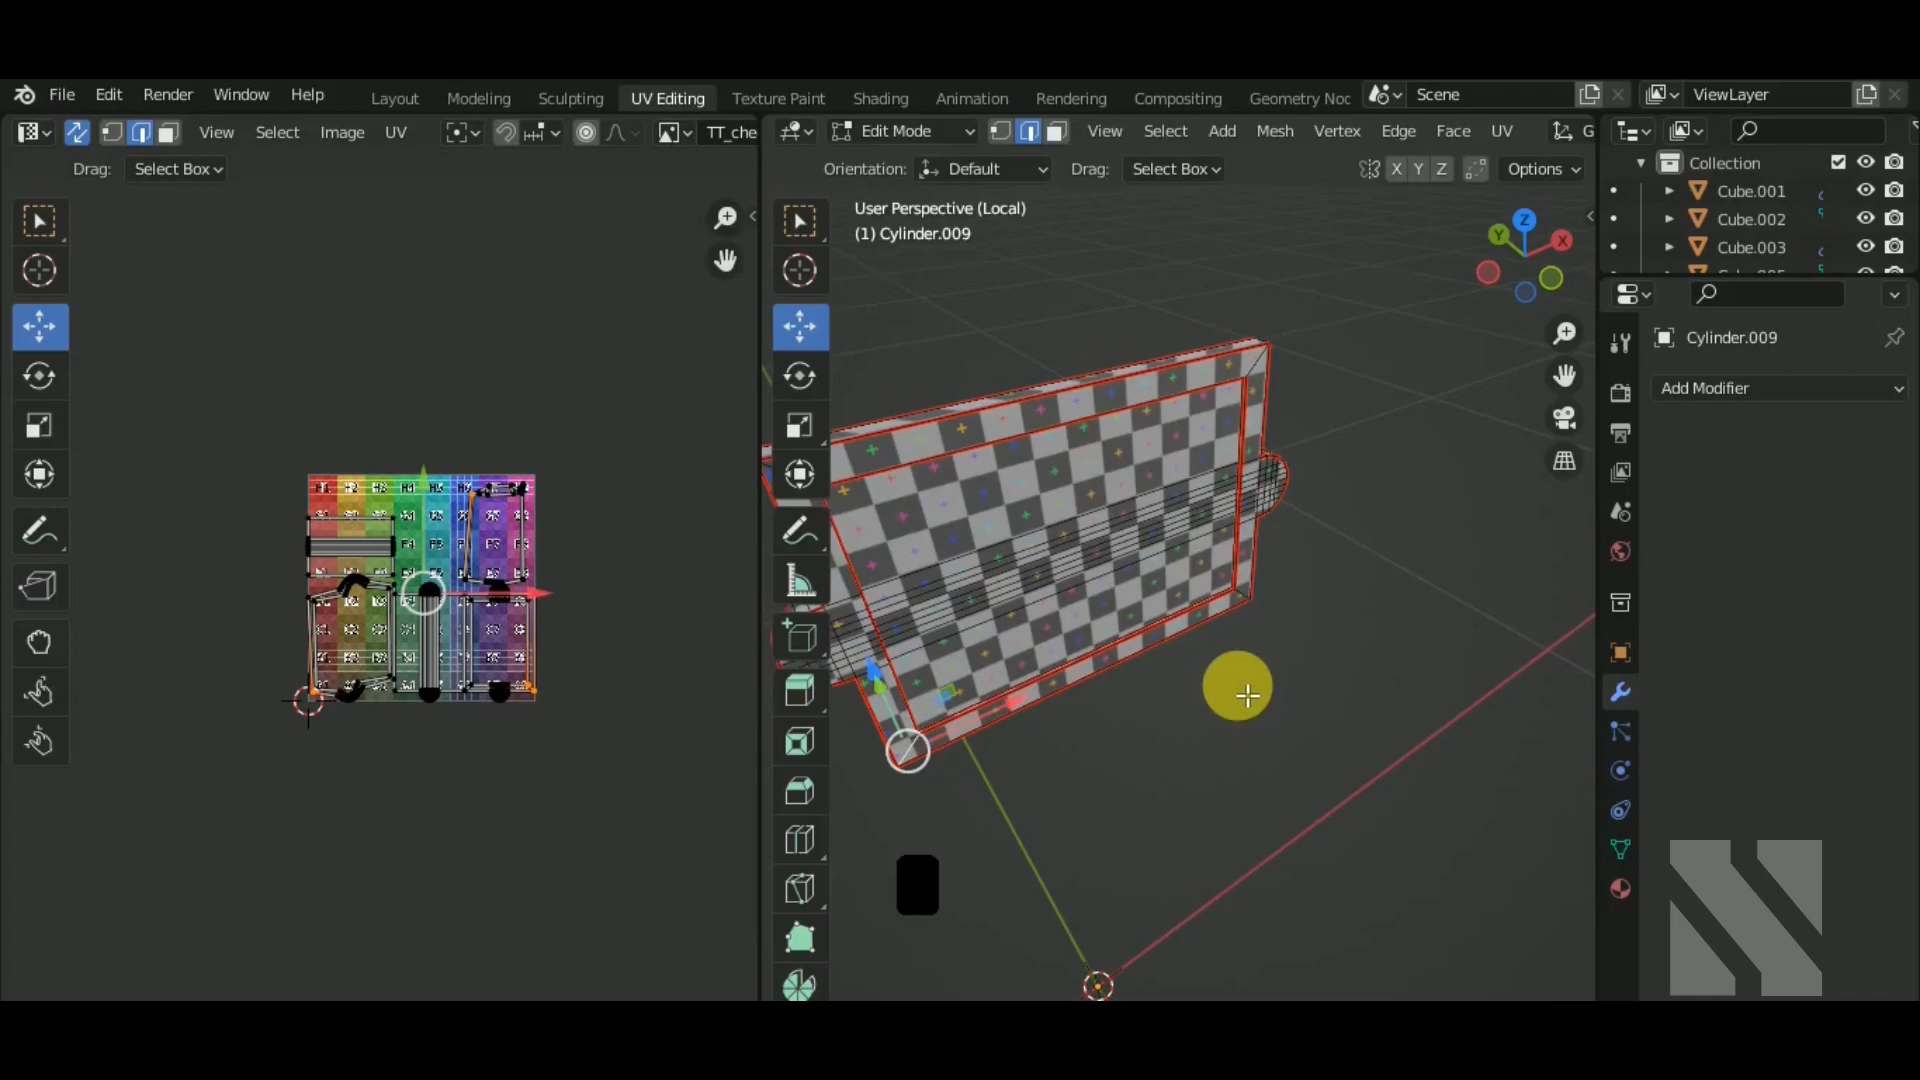 File Edit Render Window Help
Layout Modeling Sculpting UV Editing Texture Paint Shading Animation Rendering Compositing Geometry Noc
Scene
ViewLayer
View Select Image UV
TT_che
Edit Mode
View Select Add Mesh Vertex Edge Face UV
G
Drag: Select Box
Orientation: Default
Drag: Select Box
X Y Z
Options
Collection
Cube.001
Cube.002
Cube.003
User Perspective (Local)
(1) Cylinder.009
Z
Y
X
Cylinder.009
Add Modifier